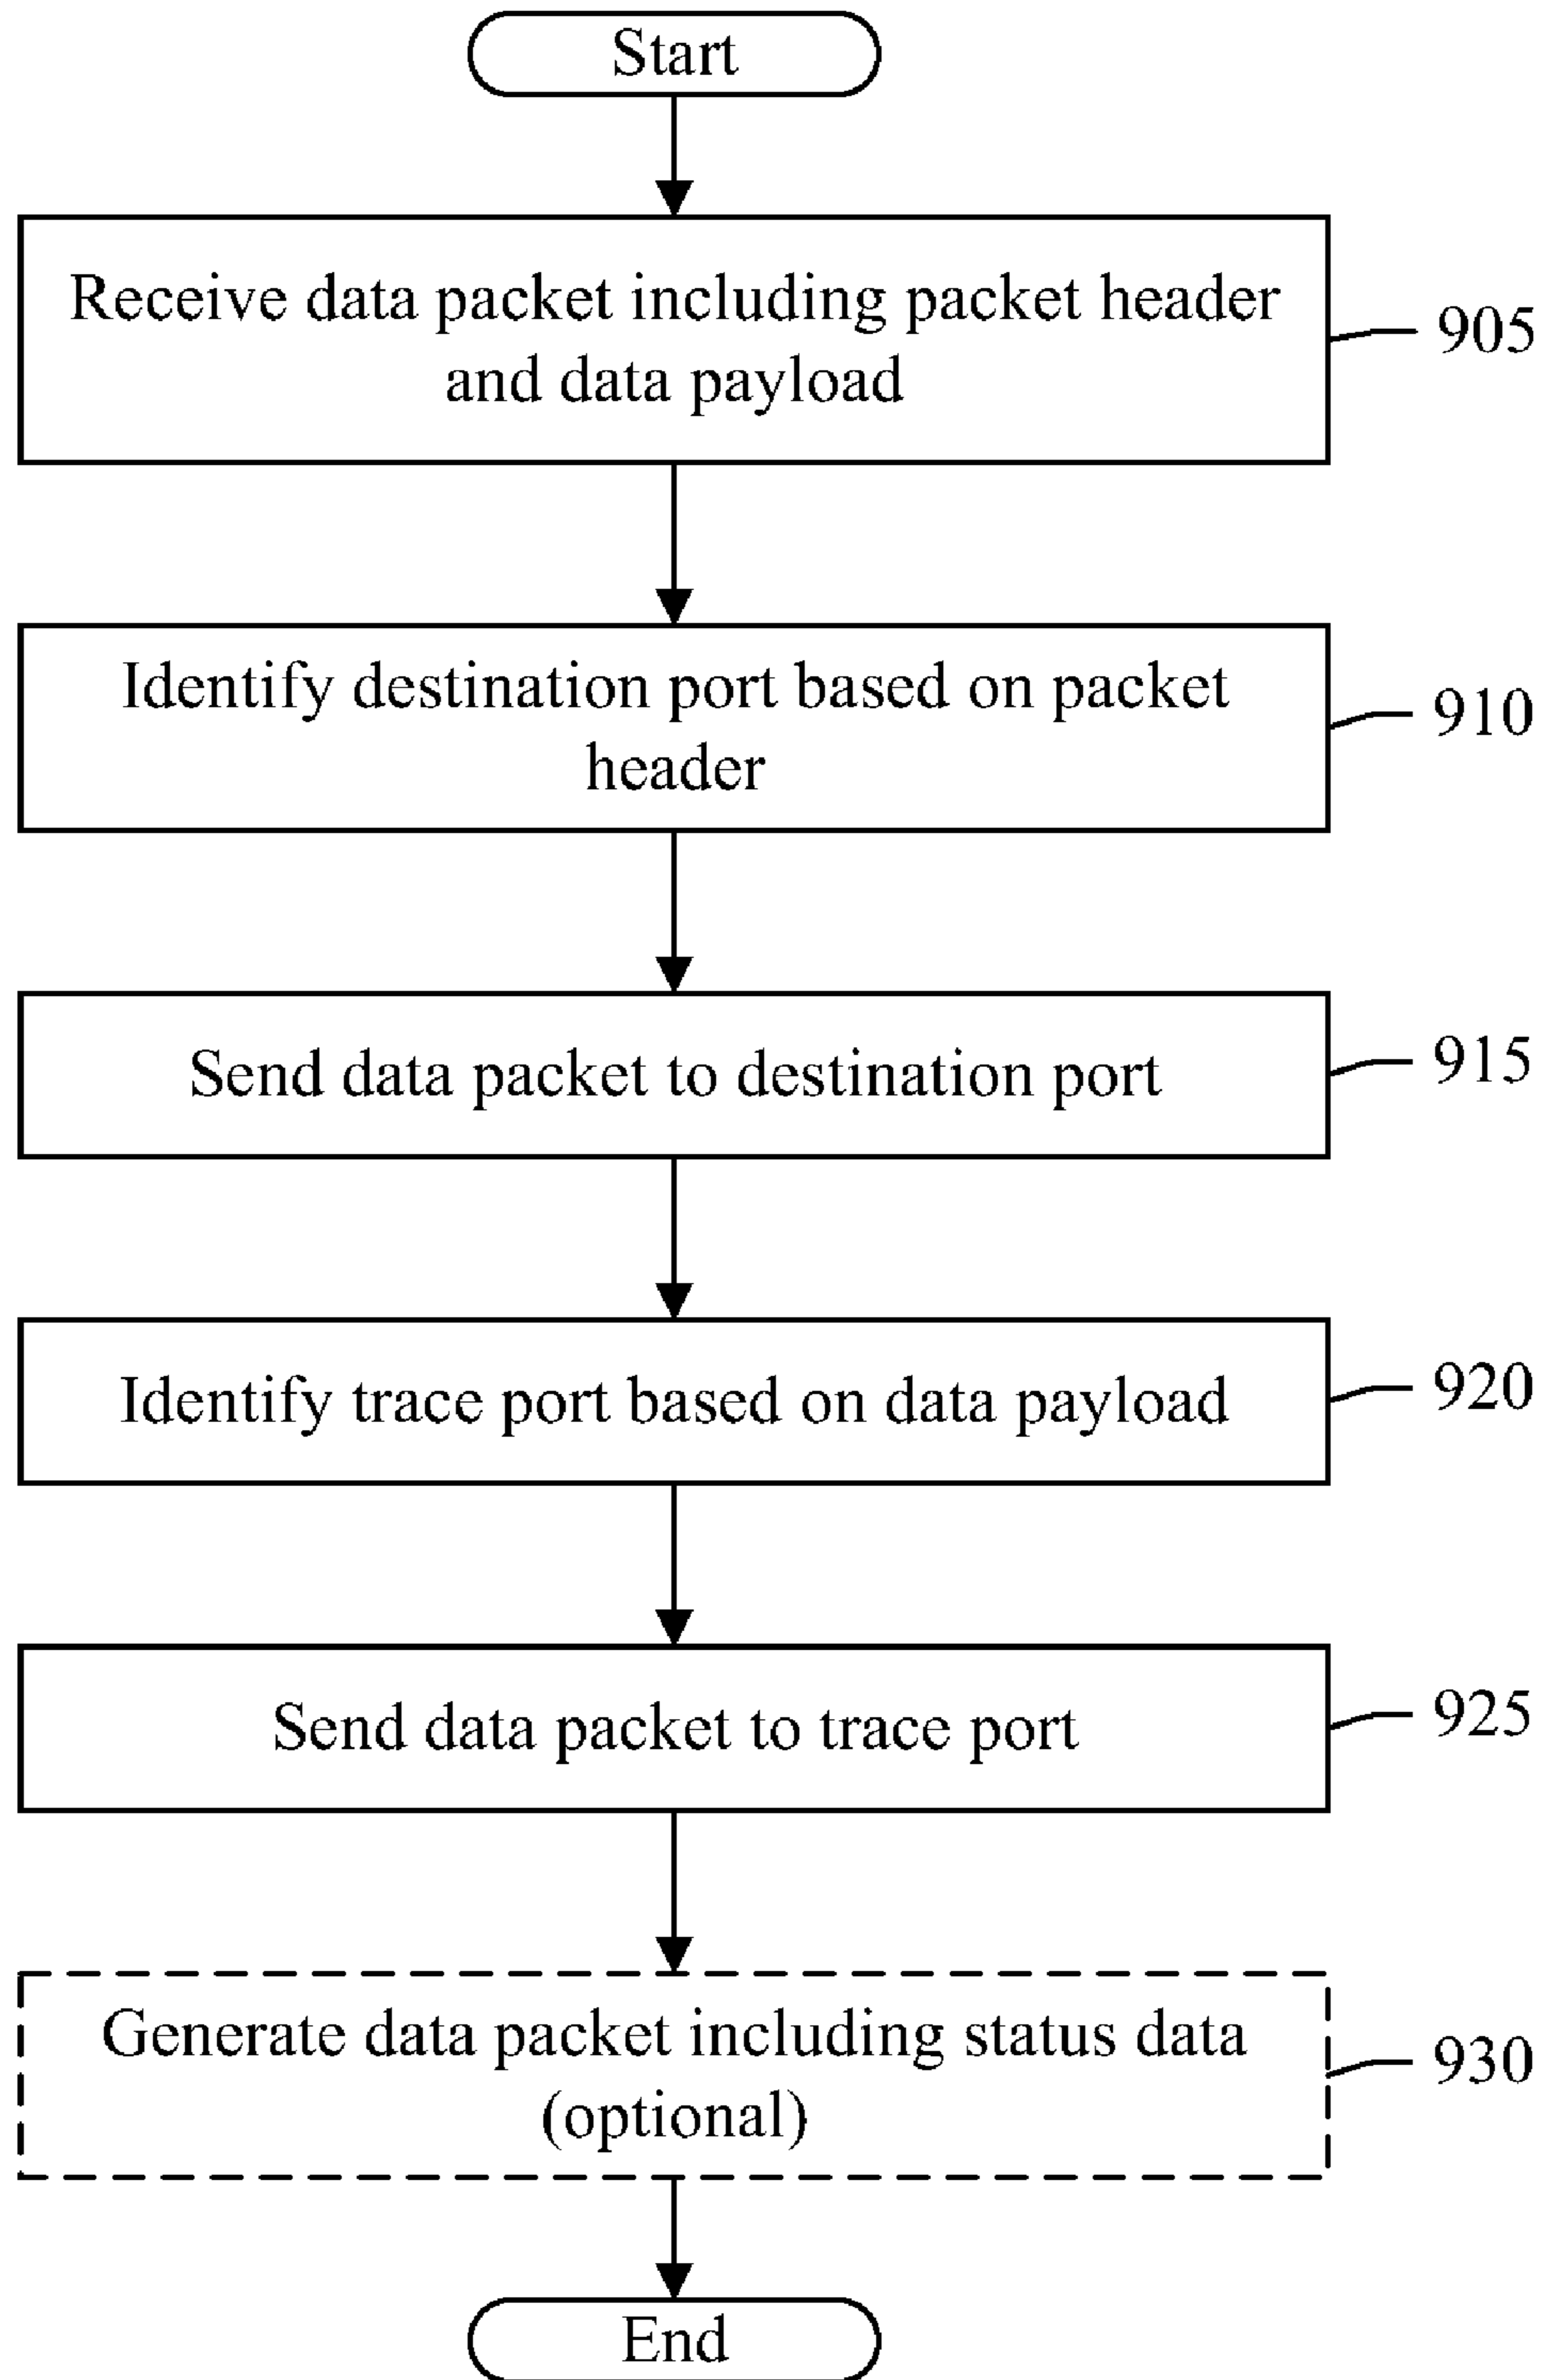 Start
Receive data packet including packet header
and data payload
905
Identify destination port based on packet
header
910
Send data packet to destination port
915
Identify trace port based on data payload
920
Send data packet to trace port
925
Generate data packet including status data
(optional)
930
End